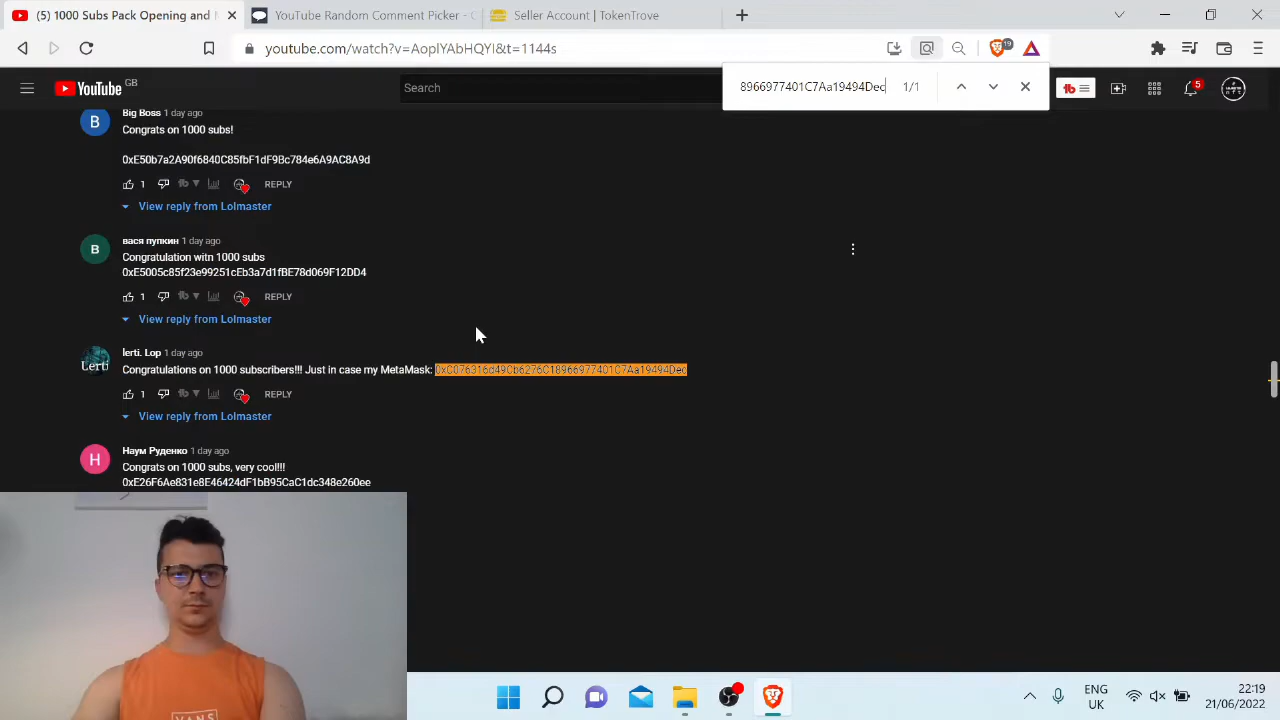 (5) 1000 Subs Pack Opening and
YouTube Random Comment Picker -
Seller Account | TokenTrove
youtube.com/watch?v=AopIYAbHQYI&t=1144s
19
8966977401C7Aa19494Dec 1/1
YouTube GB
Search
5
B
Big Boss 1 day ago
Congrats on 1000 subs!
0xE50b7a2A90f6840C85fbF1dF9Bc784e6A9AC8A9d
1 REPLY
View reply from Lolmaster
B
вася пупкин 1 day ago
Congratulation witn 1000 subs
0xE5005c85f23e99251cEb3a7d1fBE78d069F12DD4
1 REPLY
View reply from Lolmaster
Lerti
lerti. Lop 1 day ago
Congratulations on 1000 subscribers!!! Just in case my MetaMask: 0xC076316d49Cb6276C18966977401C7Aa19494Dec
1 REPLY
View reply from Lolmaster
Н
Наум Руденко 1 day ago
Congrats on 1000 subs, very cool!!!
0xE26F6Ae831e8E46424dF1bB95CaC1dc348e260ee
VANS
ENG
UK
22:19
21/06/2022